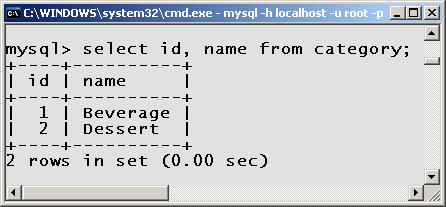 C:\WINDOWS\system32\cmd.exe - mysql -h localhost -u root -p
mysql> select id, name from category;
+----+----------+
| id | name     |
+----+----------+
|  1 | Beverage |
|  2 | Dessert  |
+----+----------+
2 rows in set (0.00 sec)